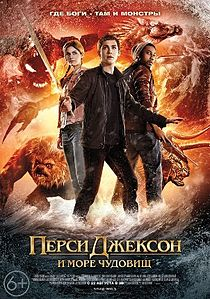 ГДЕ БОГИ - ТАМ И МОНСТРЫ
ПЕРСИ ДЖЕКСОН
И МОРЕ ЧУДОВИЩ
6+